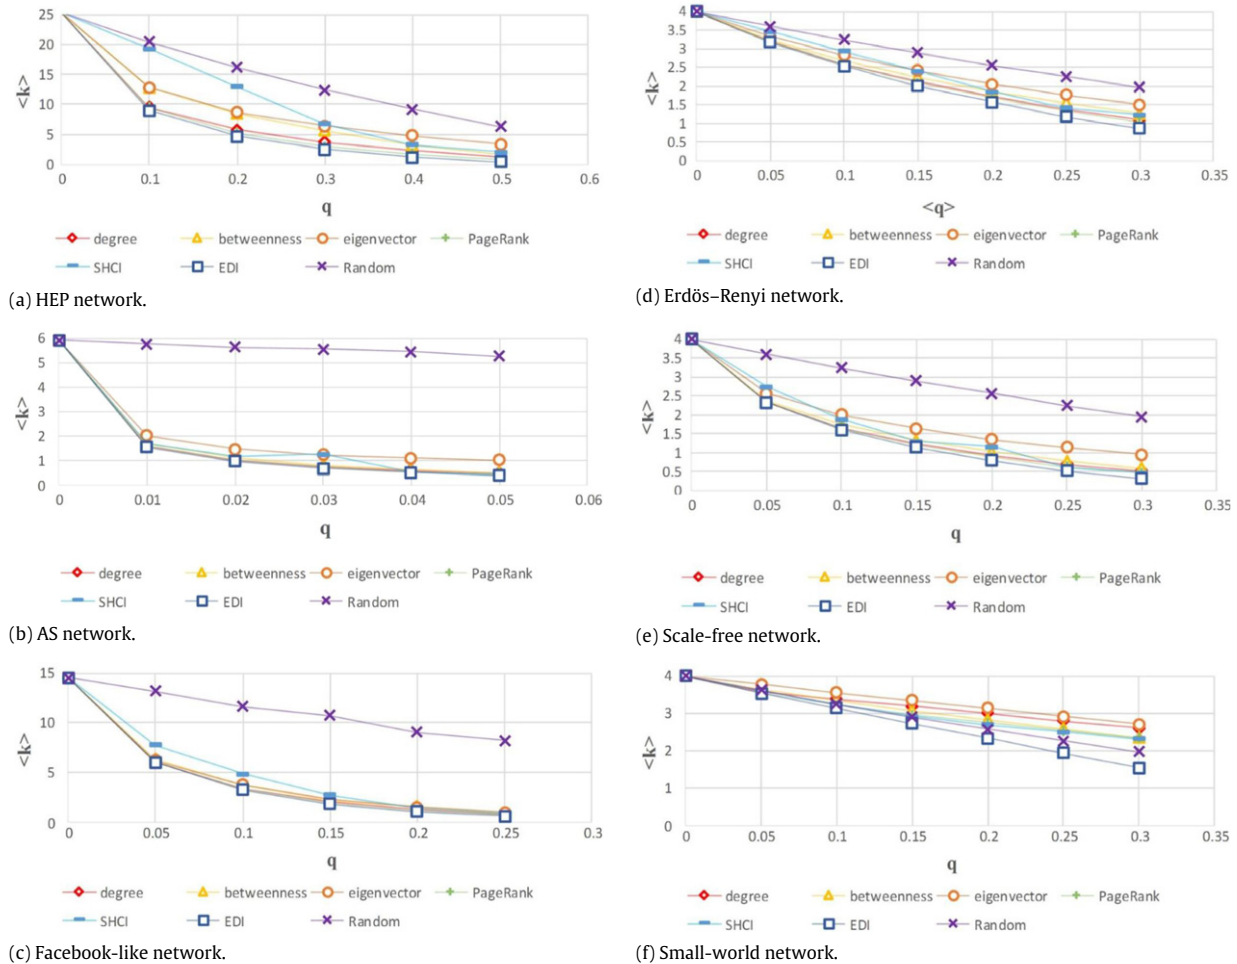 25
20
15
10
5
0
<k>
0 0.1 0.2 0.3 0.4 0.5 0.6
q
degree betweenness eigenvector PageRank
SHCI EDI Random
(a) HEP network.
6
5
4
3
2
1
0
<k>
0 0.01 0.02 0.03 0.04 0.05 0.06
q
degree betweenness eigenvector PageRank
SHCI EDI Random
(b) AS network.
15
10
5
0
<k>
0 0.05 0.1 0.15 0.2 0.25 0.3
q
degree betweenness eigenvector PageRank
SHCI EDI Random
(c) Facebook-like network.
4
3.5
3
2.5
2
1.5
1
0.5
0
<k>
0 0.05 0.1 0.15 0.2 0.25 0.3 0.35
<q>
degree betweenness eigenvector PageRank
SHCI EDI Random
(d) Erdös–Renyi network.
4
3.5
3
2.5
2
1.5
1
0.5
0
<k>
0 0.05 0.1 0.15 0.2 0.25 0.3 0.35
q
degree betweenness eigenvector PageRank
SHCI EDI Random
(e) Scale-free network.
4
3
2
1
0
<k>
0 0.05 0.1 0.15 0.2 0.25 0.3 0.35
q
degree betweenness eigenvector PageRank
SHCI EDI Random
(f) Small-world network.